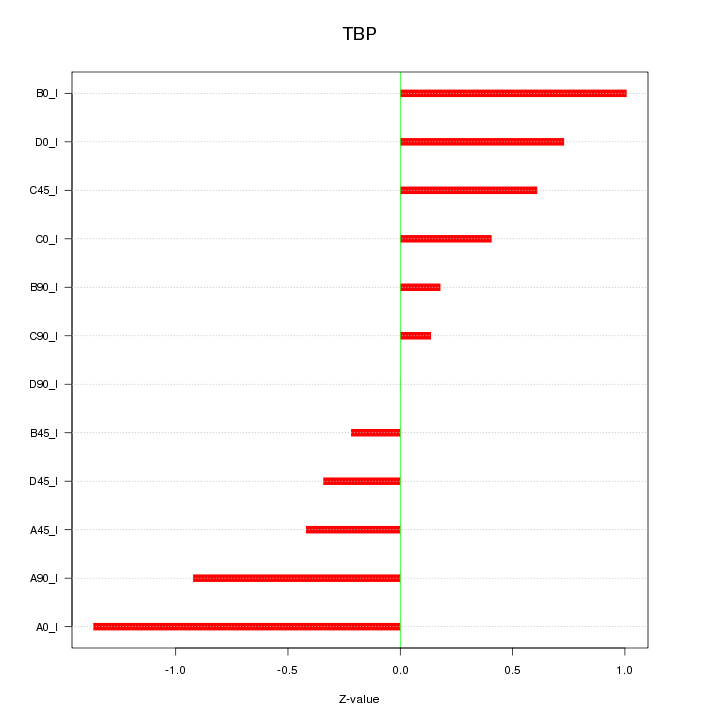 TBP
B0_I
D0_I
C45_I
C0_I
B90_I
C90_I
D90_I
B45_I
D45_I
A45_I
A90_I
A0_I
-1.0 -0.5 0.0 0.5 1.0
Z-value